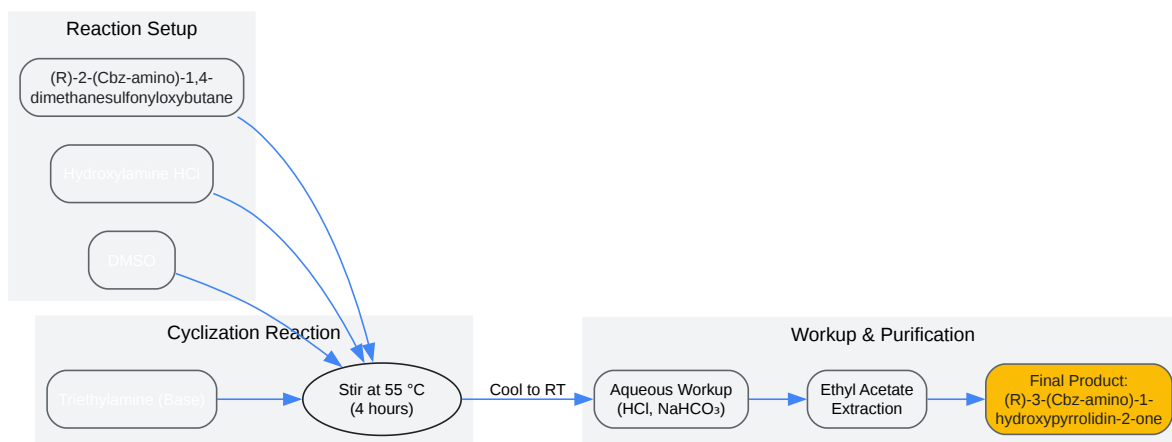 Reaction Setup
(R)-2-(Cbz-amino)-1,4-
dimethanesulfonyloxybutane
Hydroxylamine HCl
DMSO
Cyclization Reaction
Triethylamine (Base)
Stir at 55 °C
(4 hours)
Cool to RT
Workup & Purification
Aqueous Workup
(HCl, NaHCO₃)
Ethyl Acetate
Extraction
Final Product:
(R)-3-(Cbz-amino)-1-
hydroxypyrrolidin-2-one